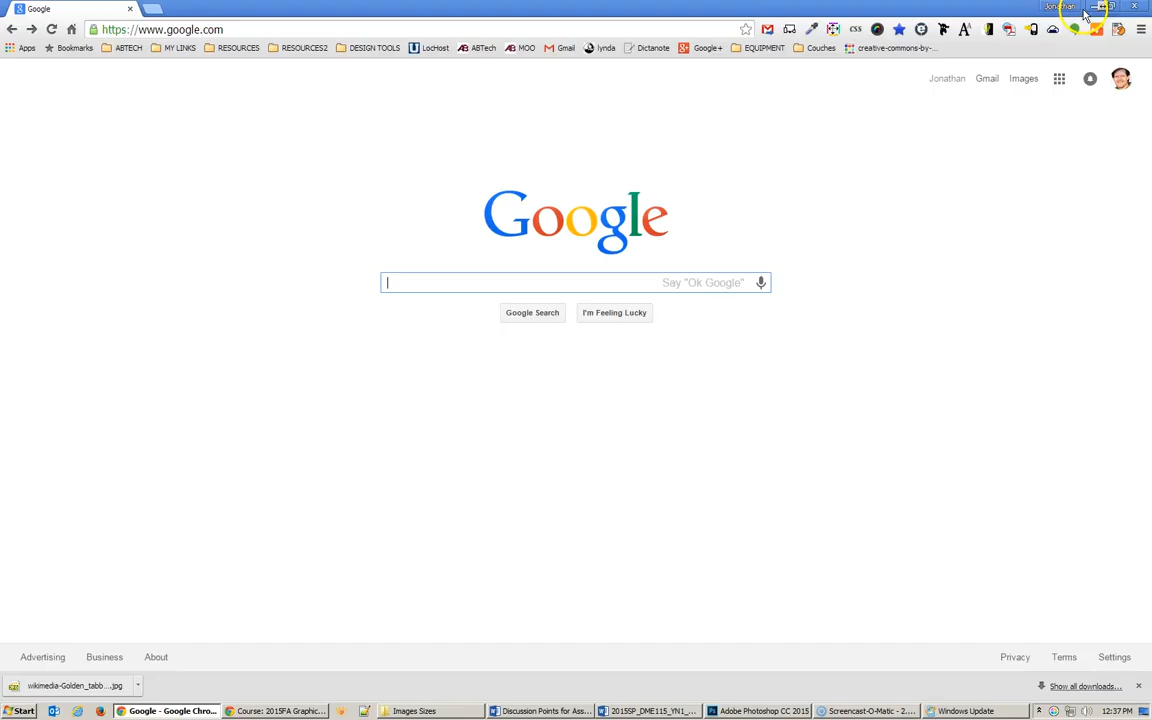 Google
Jonathan
https://www.google.com
Apps Bookmarks ABTECH MY LINKS RESOURCES RESOURCES2 DESIGN TOOLS LocHost ABTech MOO Gmail lynda Dictanote Google+ EQUIPMENT Couches creative-commons-by-...
CSS
Jonathan Gmail Images
Google
Say "Ok Google"
Google Search I'm Feeling Lucky
Advertising Business About Privacy Terms Settings
wikimedia-Golden_tabb....jpg Show all downloads...
Start Google - Google Chro... Course: 2015FA Graphic... Images Sizes Discussion Points for Ass... 2015SP_DME115_YN1_... Adobe Photoshop CC 2015 Screencast-O-Matic - 2.... Windows Update 12:37 PM